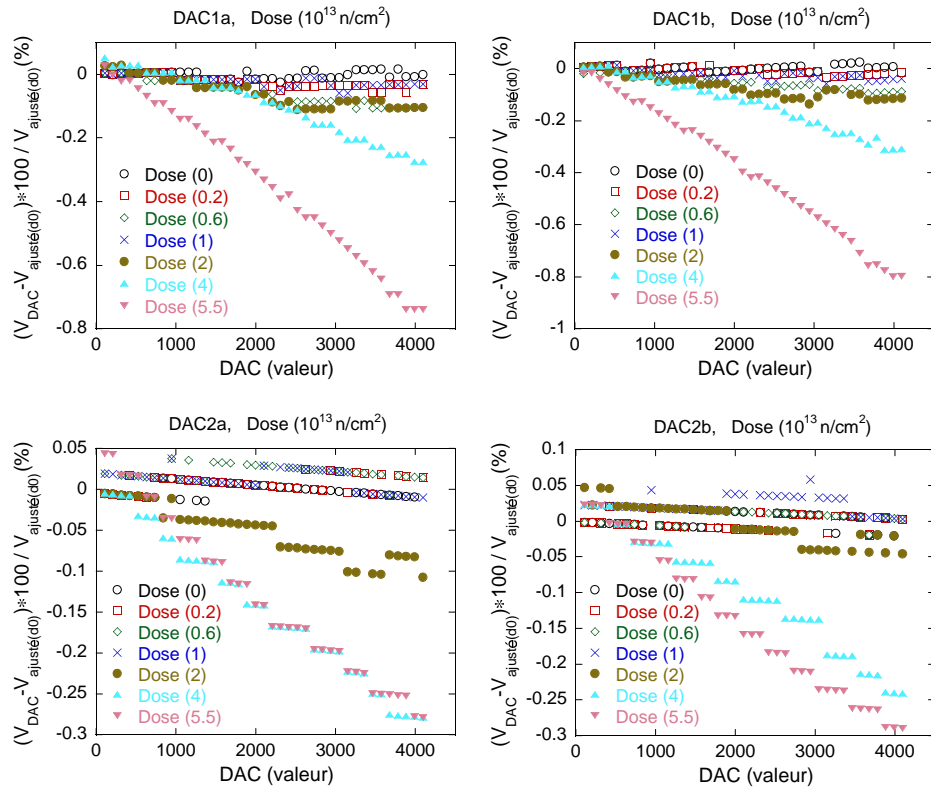 DAC1a, Dose (10¹³ n/cm²)
(V_DAC-V_ajusté(d0))*100 / V_ajusté(d0) (%)
0
-0.2
-0.4
-0.6
-0.8
Dose (0)
Dose (0.2)
Dose (0.6)
Dose (1)
Dose (2)
Dose (4)
Dose (5.5)
0 1000 2000 3000 4000
DAC (valeur)
DAC1b, Dose (10¹³ n/cm²)
(V_DAC-V_ajusté(d0))*100 / V_ajusté(d0) (%)
0
-0.2
-0.4
-0.6
-0.8
-1
Dose (0)
Dose (0.2)
Dose (0.6)
Dose (1)
Dose (2)
Dose (4)
Dose (5.5)
0 1000 2000 3000 4000
DAC (valeur)
DAC2a, Dose (10¹³ n/cm²)
(V_DAC-V_ajusté(d0))*100 / V_ajusté(d0) (%)
0.05
0
-0.05
-0.1
-0.15
-0.2
-0.25
-0.3
Dose (0)
Dose (0.2)
Dose (0.6)
Dose (1)
Dose (2)
Dose (4)
Dose (5.5)
0 1000 2000 3000 4000
DAC (valeur)
DAC2b, Dose (10¹³ n/cm²)
(V_DAC-V_ajusté(d0))*100 / V_ajusté(d0) (%)
0.1
0.05
0
-0.05
-0.1
-0.15
-0.2
-0.25
-0.3
Dose (0)
Dose (0.2)
Dose (0.6)
Dose (1)
Dose (2)
Dose (4)
Dose (5.5)
0 1000 2000 3000 4000
DAC (valeur)